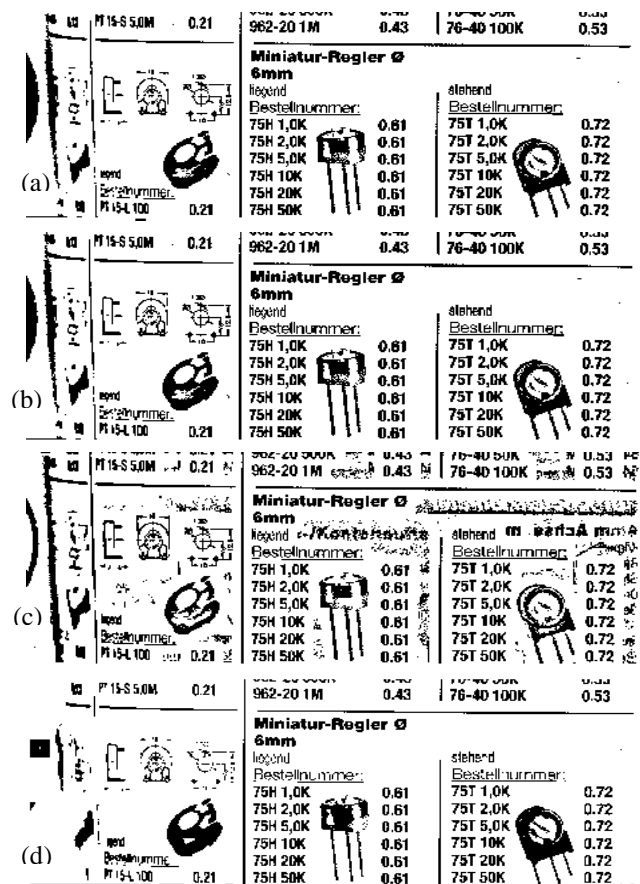 PT 15-S 5,0M 0.21
962-20 1M 0.43
76-40 100K 0.53
Miniatur-Regler Ø
6mm
liegend
Bestellnummer:
75H 1,0K 0.61
75H 2,0K 0.61
75H 5,0K 0.61
75H 10K 0.61
75H 20K 0.61
75H 50K 0.61
stehend
Bestellnummer:
75T 1,0K 0.72
75T 2,0K 0.72
75T 5,0K 0.72
75T 10K 0.72
75T 20K 0.72
75T 50K 0.72
Bestellnummer:
PT 15-L 100 0.21
(a)
PT 15-S 5,0M 0.21
962-20 1M 0.43
76-40 100K 0.53
Miniatur-Regler Ø
6mm
liegend
Bestellnummer:
75H 1,0K 0.61
75H 2,0K 0.61
75H 5,0K 0.61
75H 10K 0.61
75H 20K 0.61
75H 50K 0.61
stehend
Bestellnummer:
75T 1,0K 0.72
75T 2,0K 0.72
75T 5,0K 0.72
75T 10K 0.72
75T 20K 0.72
75T 50K 0.72
Bestellnummer:
PT 15-L 100 0.21
(b)
PT 15-S 5,0M 0.21
962-20 500K 0.43
962-20 1M 0.43
76-40 50K 0.53
76-40 100K 0.53
Miniatur-Regler Ø
6mm
liegend
Bestellnummer:
75H 1,0K 0.61
75H 2,0K 0.61
75H 5,0K 0.61
75H 10K 0.61
75H 20K 0.61
75H 50K 0.61
stehend
Bestellnummer:
75T 1,0K 0.72
75T 2,0K 0.72
75T 5,0K 0.72
75T 10K 0.72
75T 20K 0.72
75T 50K 0.72
Bestellnummer:
PT 15-L 100 0.21
(c)
PT 15-S 5,0M 0.21
962-20 1M 0.43
76-40 100K 0.53
Miniatur-Regler Ø
6mm
liegend
Bestellnummer:
75H 1,0K 0.61
75H 2,0K 0.61
75H 5,0K 0.61
75H 10K 0.61
75H 20K 0.61
75H 50K 0.61
stehend
Bestellnummer:
75T 1,0K 0.72
75T 2,0K 0.72
75T 5,0K 0.72
75T 10K 0.72
75T 20K 0.72
75T 50K 0.72
Bestellnummer:
PT 15-L 100 0.21
(d)